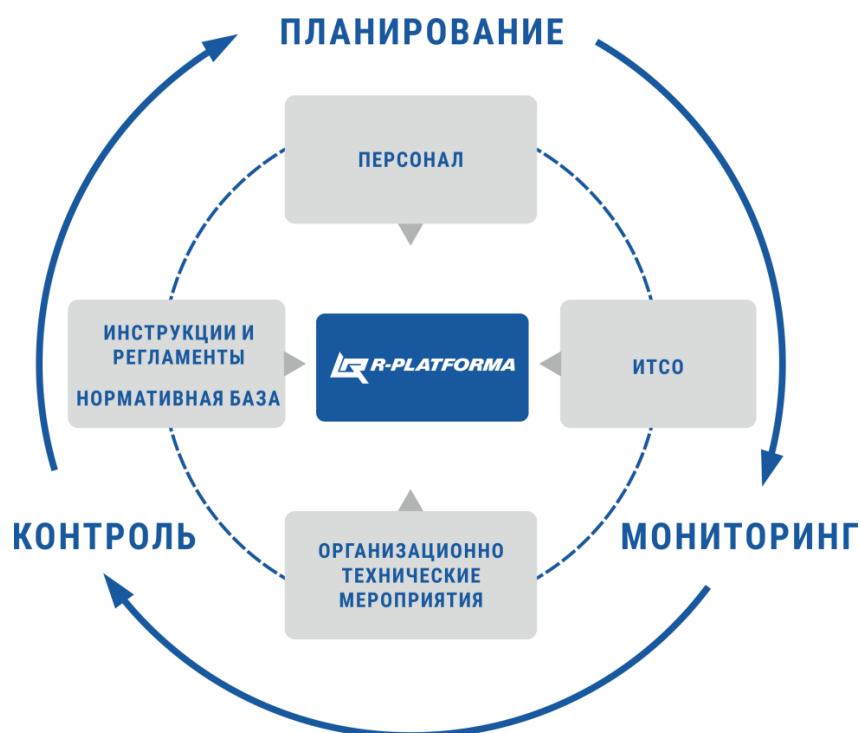 ПЛАНИРОВАНИЕ
ПЕРСОНАЛ
ИНСТРУКЦИИ И
РЕГЛАМЕНТЫ
НОРМАТИВНАЯ БАЗА
R-PLATFORMA
ИТСО
КОНТРОЛЬ
МОНИТОРИНГ
ОРГАНИЗАЦИОННО
ТЕХНИЧЕСКИЕ
МЕРОПРИЯТИЯ